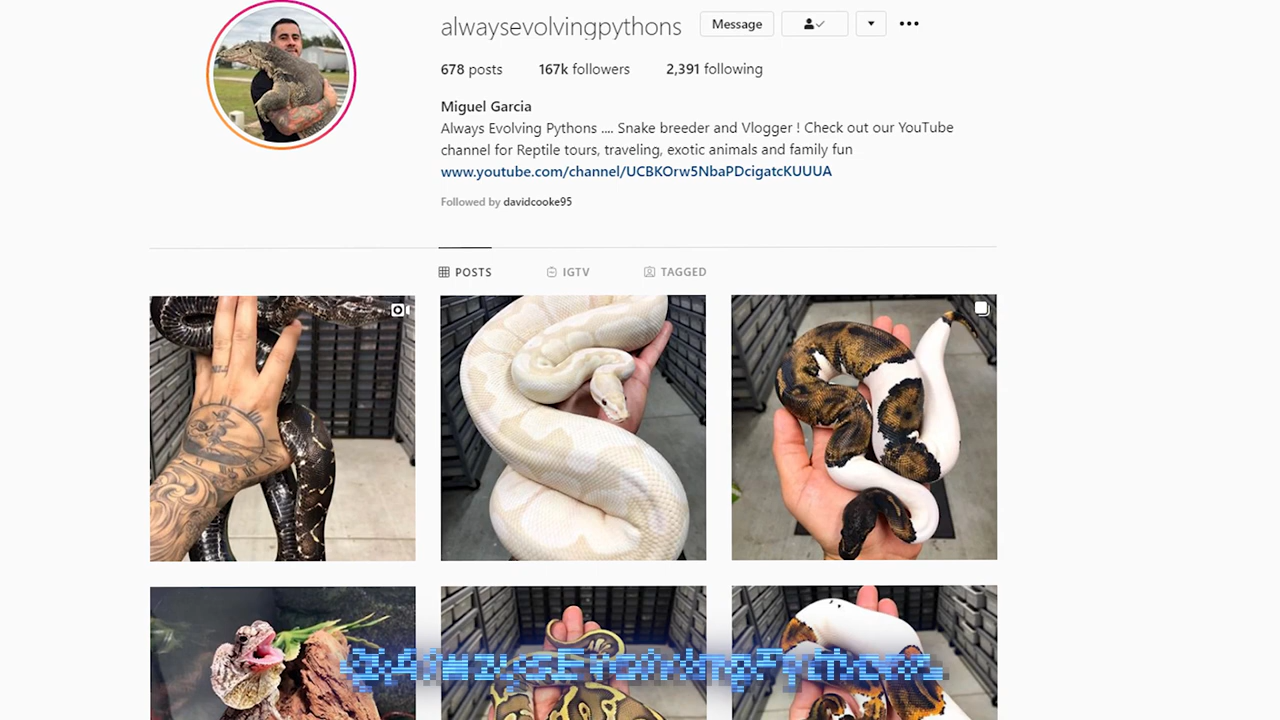 alwaysevolvingpythons Message
678 posts 167k followers 2,391 following
Miguel Garcia
Always Evolving Pythons .... Snake breeder and Vlogger ! Check out our YouTube
channel for Reptile tours, traveling, exotic animals and family fun
www.youtube.com/channel/UCBKOrw5NbaPDcigatcKUUUA
Followed by davidcooke95
POSTS IGTV TAGGED
@AlwaysEvolvingPythons